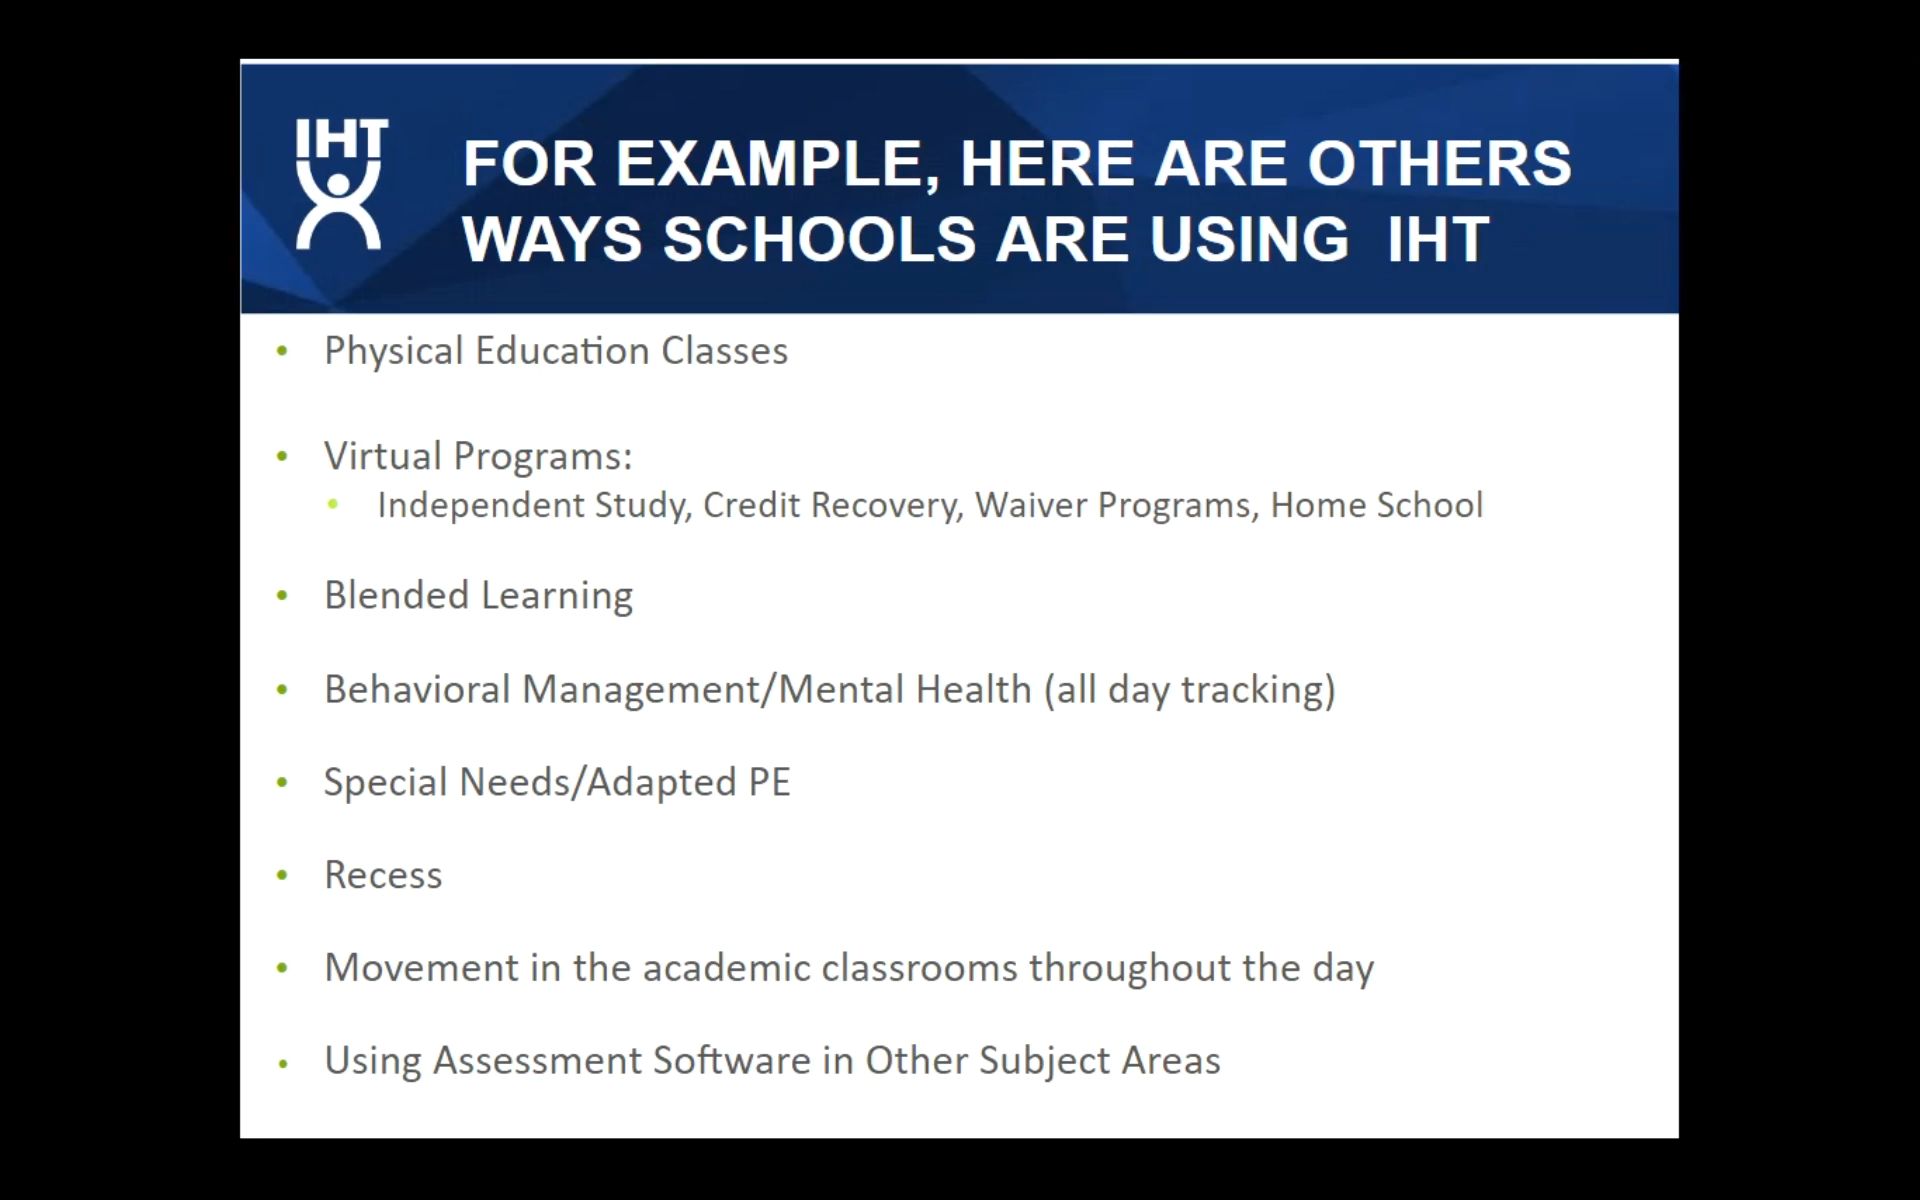 IHT
FOR EXAMPLE, HERE ARE OTHERS
WAYS SCHOOLS ARE USING  IHT
• Physical Education Classes
• Virtual Programs:
• Independent Study, Credit Recovery, Waiver Programs, Home School
• Blended Learning
• Behavioral Management/Mental Health (all day tracking)
• Special Needs/Adapted PE
• Recess
• Movement in the academic classrooms throughout the day
• Using Assessment Software in Other Subject Areas